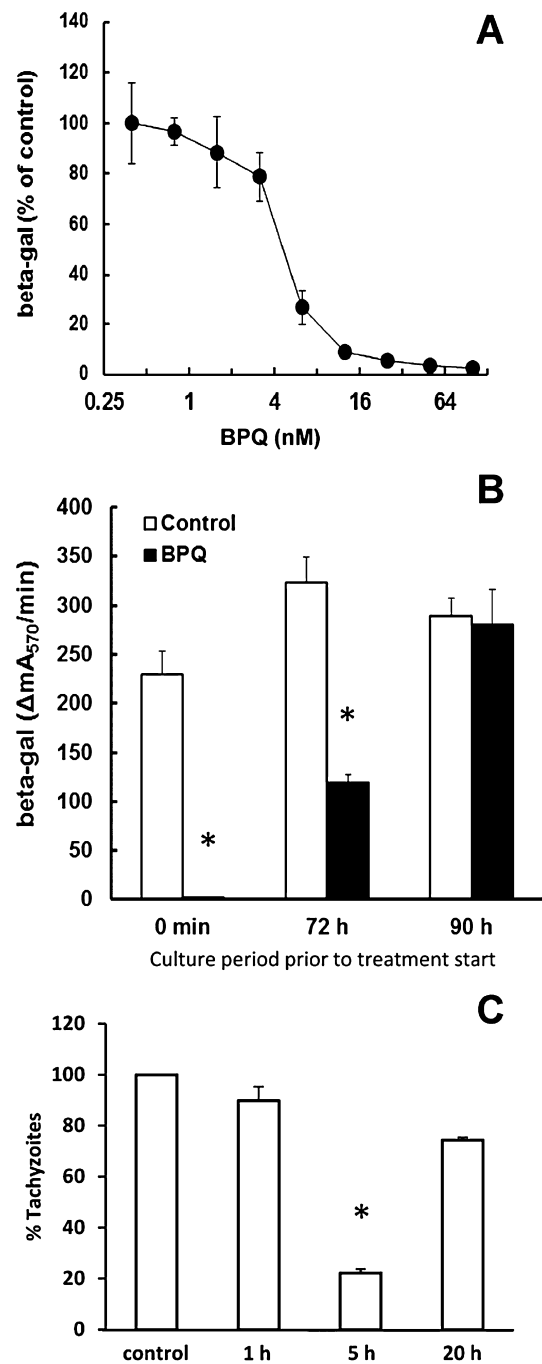 A
140
120
100
80
60
40
20
0
beta-gal (% of control)
0.25 1 4 16 64
BPQ (nM)
B
400
350
300
250
200
150
100
50
0
beta-gal (ΔmA570/min)
Control
BPQ
*
*
0 min 72 h 90 h
Culture period prior to treatment start
C
120
100
80
60
40
20
0
% Tachyzoites
*
control 1 h 5 h 20 h